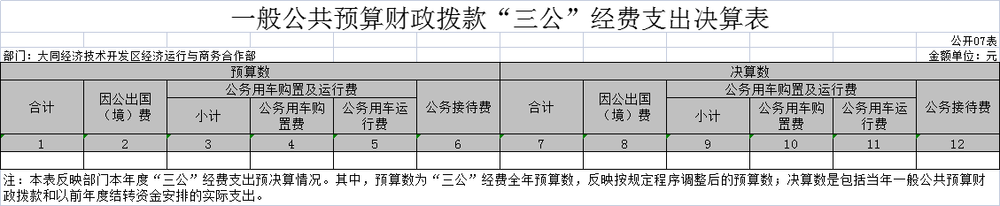 一般公共预算财政拨款“三公”经费支出决算表
公开07表
部门：大同经济技术开发区经济运行与商务合作部 金额单位：元
预算数 决算数
合计 因公出国（境）费 公务用车购置及运行费 公务接待费 合计 因公出国（境）费 公务用车购置及运行费 公务接待费
小计 公务用车购置费 公务用车运行费 小计 公务用车购置费 公务用车运行费
1 2 3 4 5 6 7 8 9 10 11 12
注：本表反映部门本年度“三公”经费支出预决算情况。其中，预算数为“三公”经费全年预算数，反映按规定程序调整后的预算数；决算数是包括当年一般公共预算财
政拨款和以前年度结转资金安排的实际支出。